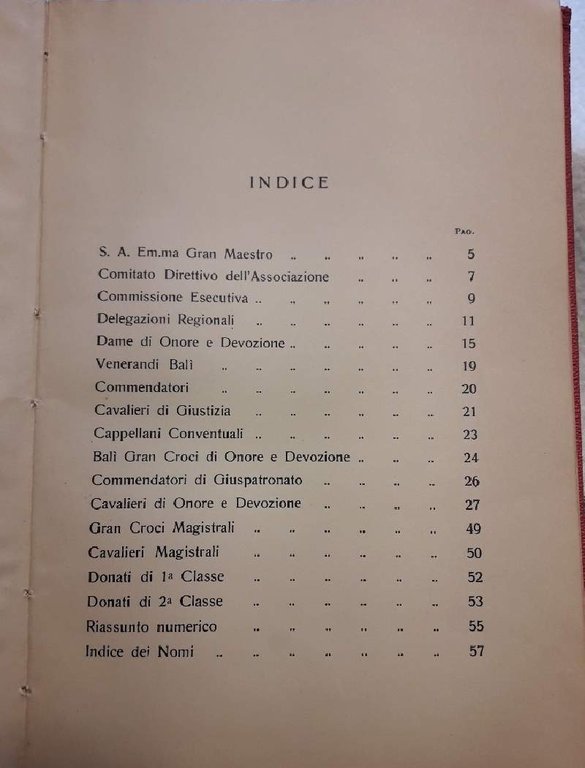 INDICE
PAG.
S. A. Em.ma Gran Maestro .. .. .. .. .. 5
Comitato Direttivo dell'Associazione .. .. .. 7
Commissione Esecutiva .. .. .. .. .. .. 9
Delegazioni Regionali .. .. .. .. .. .. 11
Dame di Onore e Devozione .. .. .. .. .. 15
Venerandi Balì .. .. .. .. .. .. .. 19
Commendatori .. .. .. .. .. .. .. 20
Cavalieri di Giustizia .. .. .. .. .. .. 21
Cappellani Conventuali .. .. .. .. .. .. 23
Balì Gran Croci di Onore e Devozione .. .. .. 24
Commendatori di Giuspatronato .. .. .. .. 26
Cavalieri di Onore e Devozione .. .. .. .. 27
Gran Croci Magistrali .. .. .. .. .. .. 49
Cavalieri Magistrali .. .. .. .. .. .. 50
Donati di 1ª Classe .. .. .. .. .. .. 52
Donati di 2ª Classe .. .. .. .. .. .. 53
Riassunto numerico .. .. .. .. .. .. 55
Indice dei Nomi .. .. .. .. .. .. .. 57